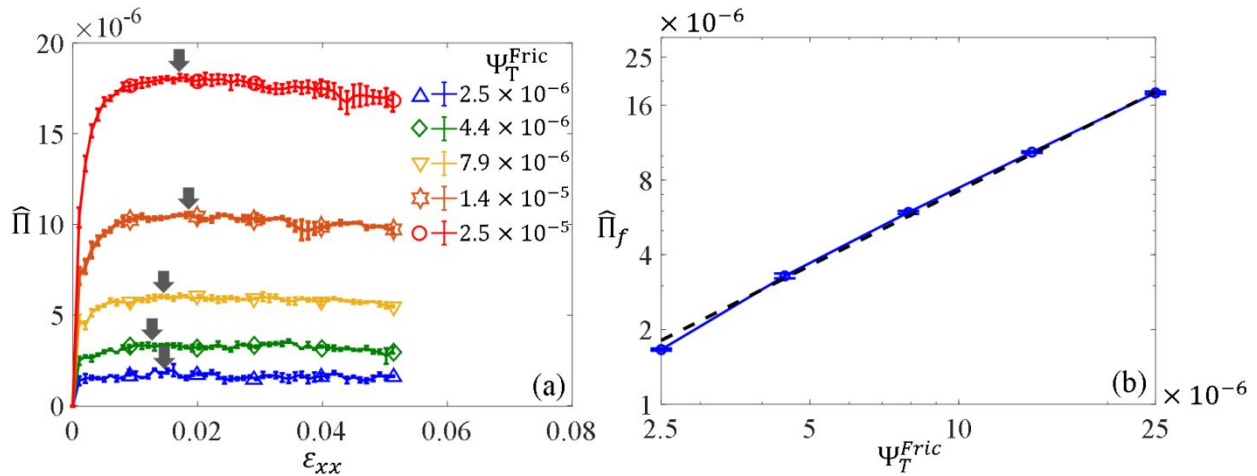 × 10⁻⁶
20
15
10
5
0
Π̂
0
0.02
0.04
0.06
0.08
ε_xx
Ψ_T^Fric
2.5 × 10⁻⁶
4.4 × 10⁻⁶
7.9 × 10⁻⁶
1.4 × 10⁻⁵
2.5 × 10⁻⁵
(a)
× 10⁻⁶
25
16
8
4
2
1
Π̂_f
2.5
5
10
25
× 10⁻⁶
Ψ_T^Fric
(b)